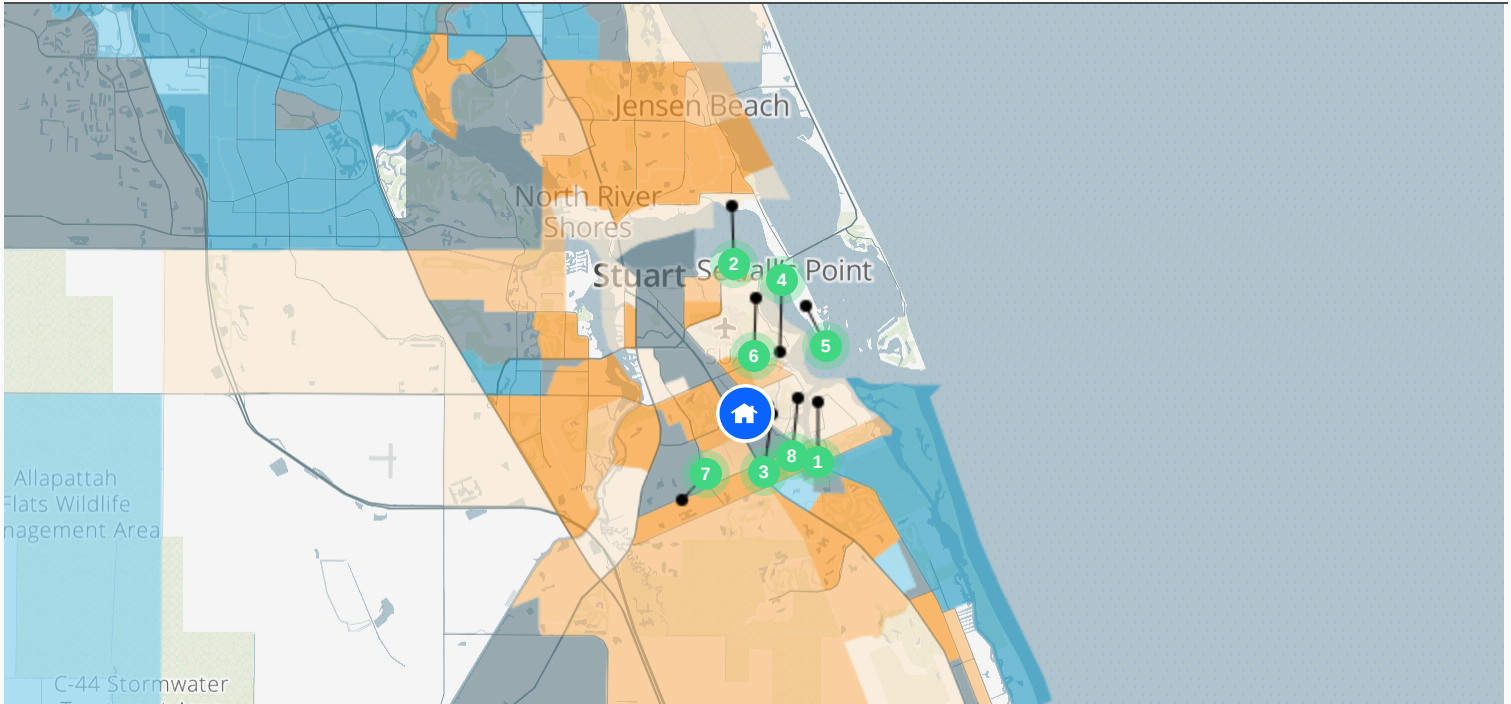 Jensen Beach
North River
Shores
Stuart
Sewall's Point
2
4
5
6
7
3
8
1
Allapattah
Flats Wildlife
nagement Area
C-44 Stormwater